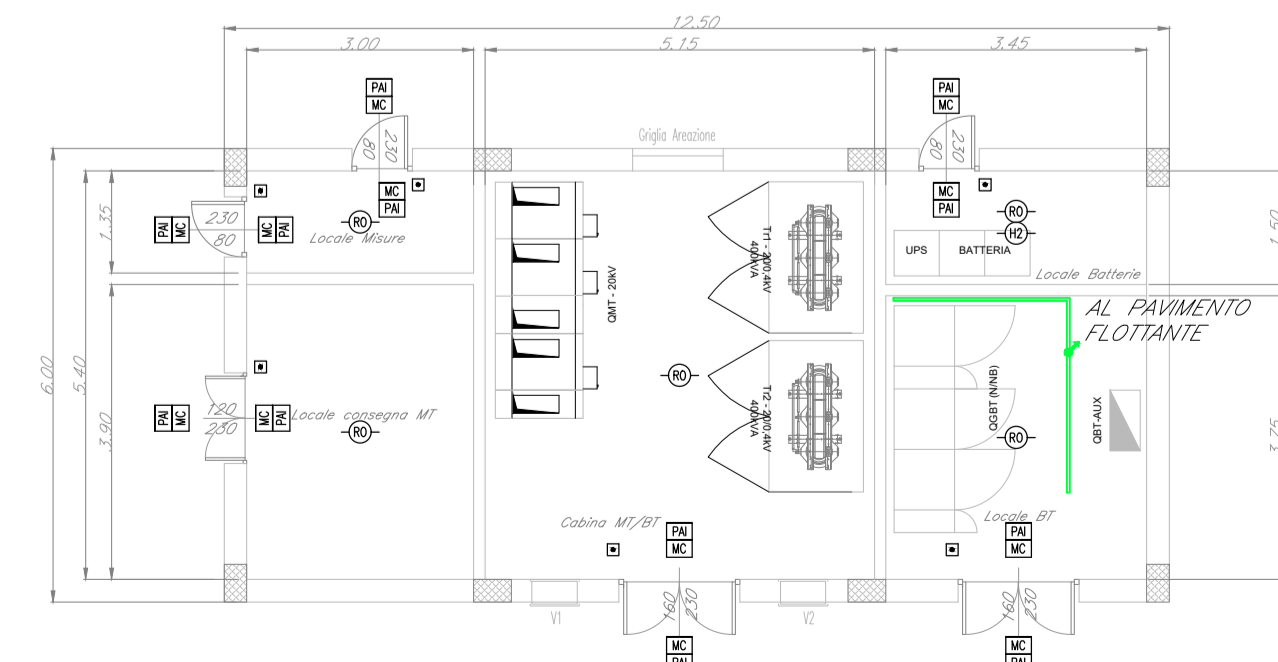 12.50
3.00
5.15
3.45
PAI
MC
PAI
MC
Griglia Areazione
80
230
80
230
MC
PAI
MC
PAI
PAI
MC
230
80
MC
PAI
RO
Locale Misure
RO
H2
UPS
BATTERIA
Locale Batterie
1.35
1.50
QMT - 20kV
Tr1 - 20/0,4kV
400kVA
AL PAVIMENTO
FLOTTANTE
6.00
5.40
3.90
3.75
RO
Tr2 - 20/0,4kV
400kVA
QGBT (N/NB)
QBT-AUX
PAI
MC
120
230
MC
PAI
Locale consegna MT
RO
RO
Cabina MT/BT
Locale BT
PAI
MC
PAI
MC
V1
160
230
V2
160
230
MC
PAI
MC
PAI